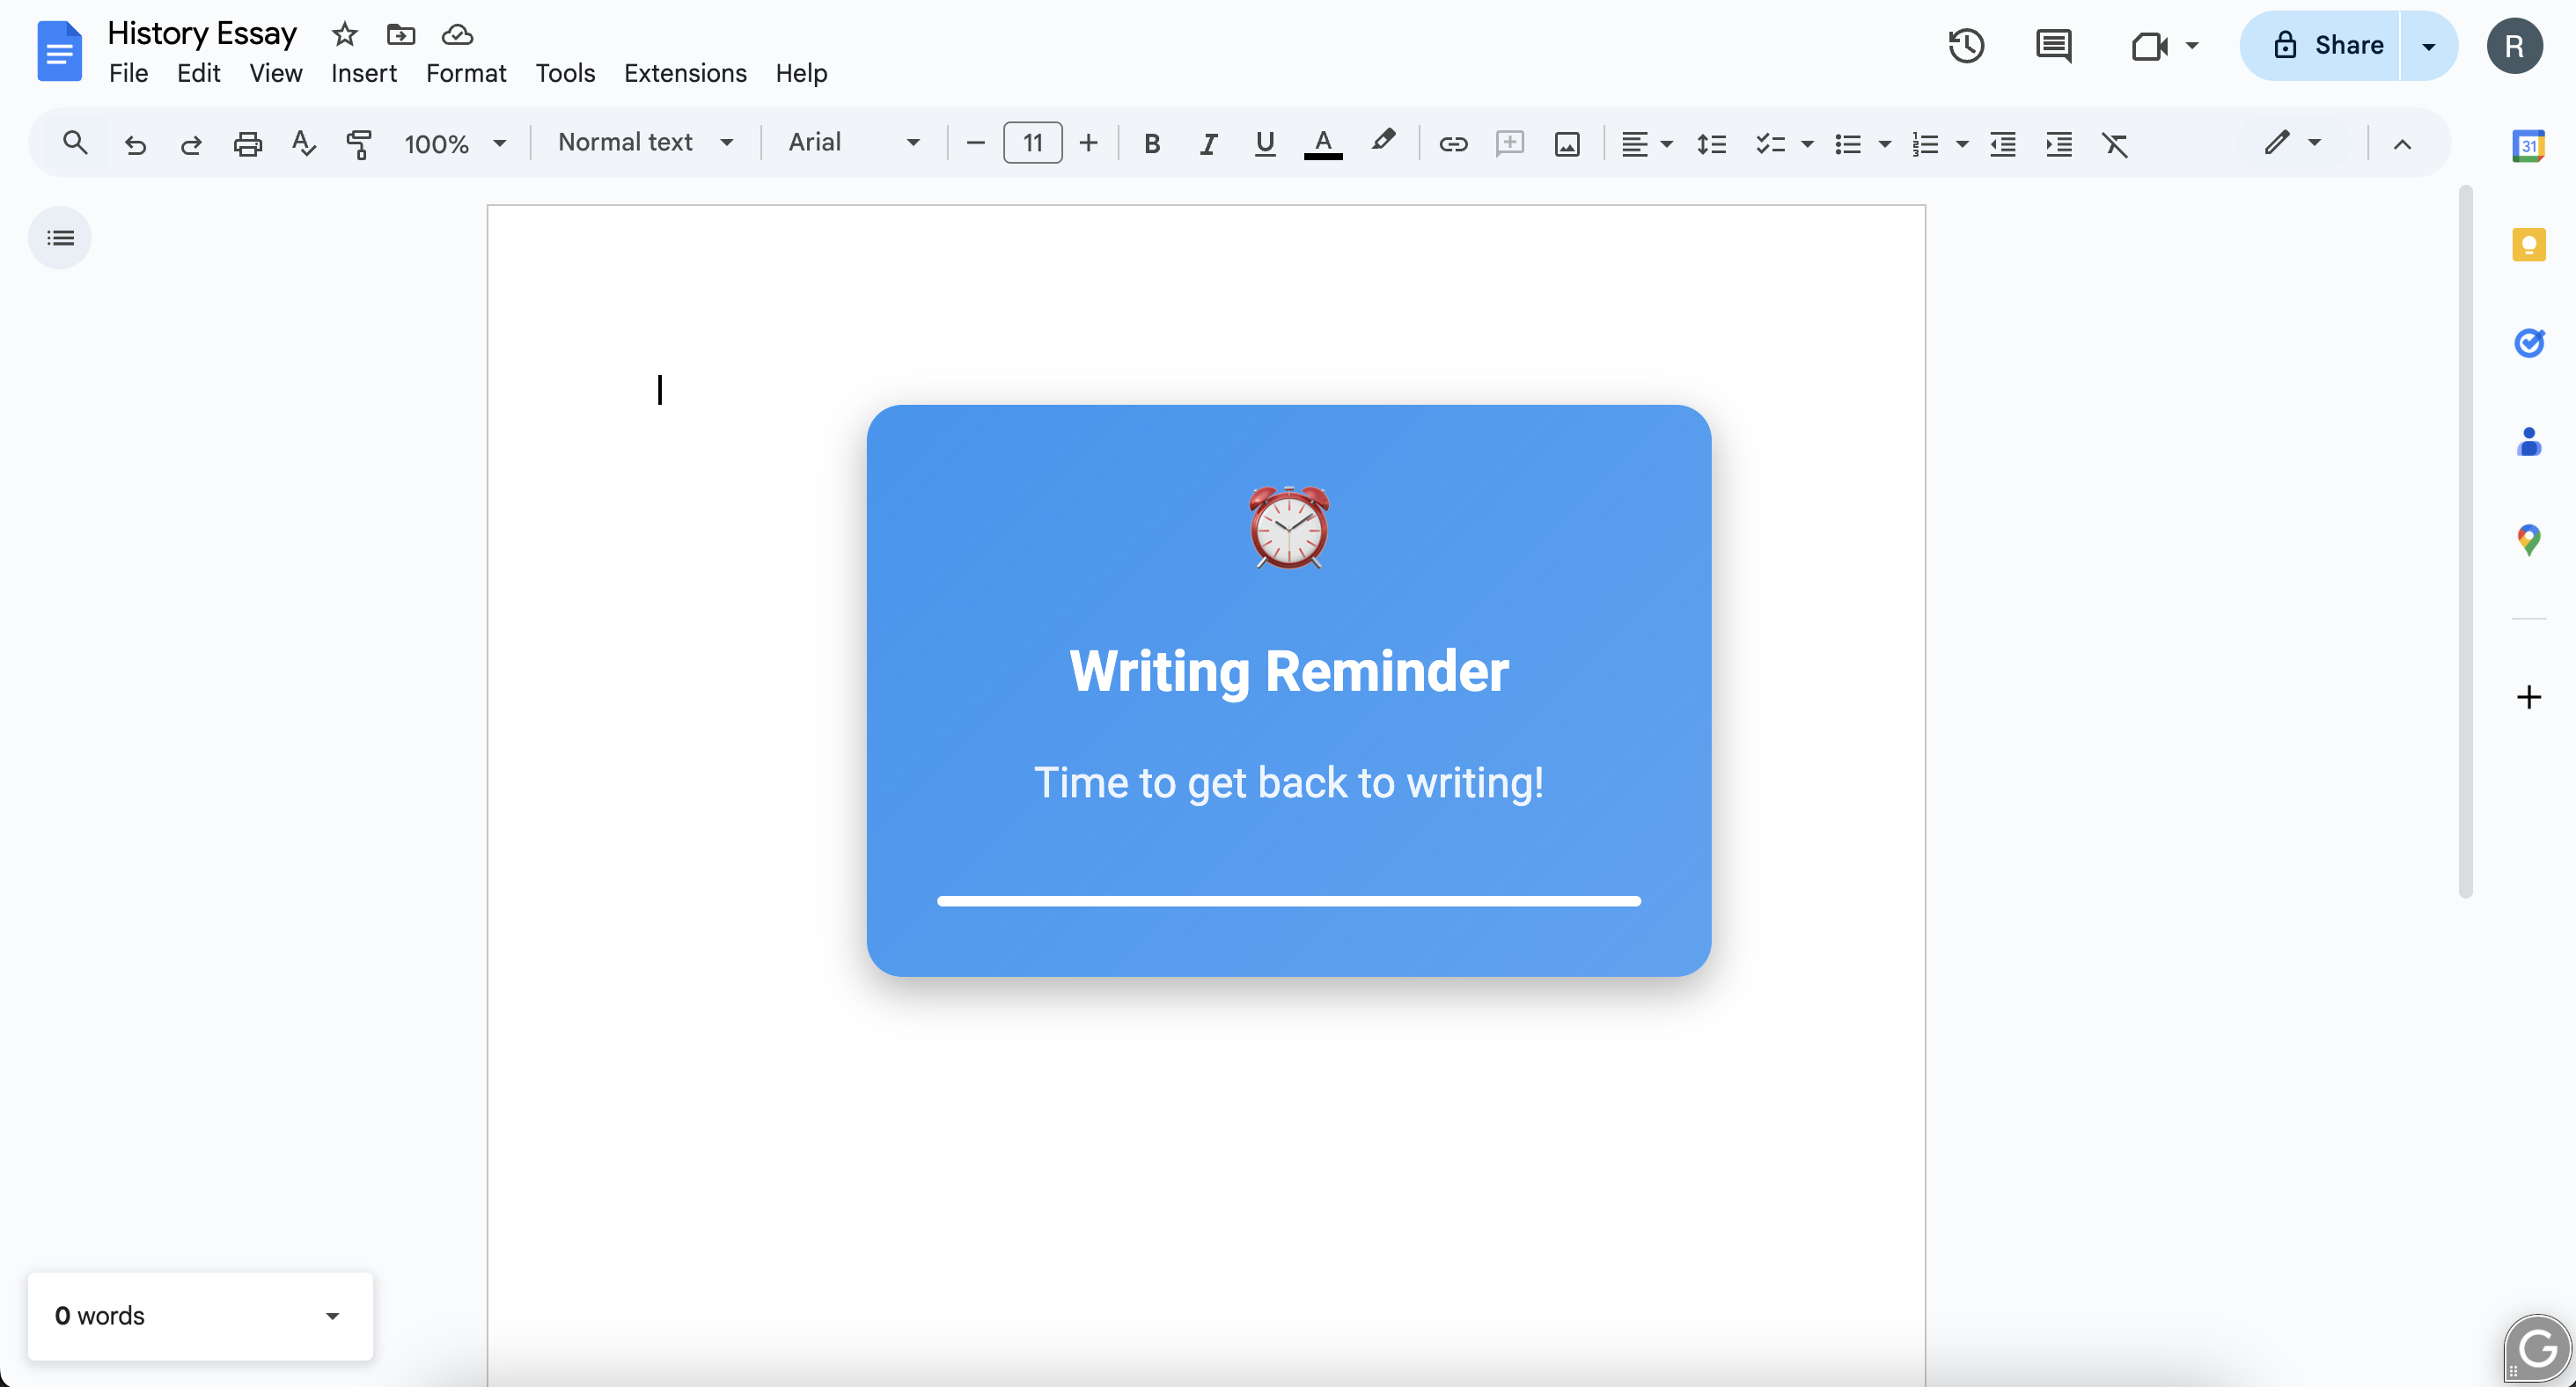 History Essay
File Edit View Insert Format Tools Extensions Help
Share
R
100% Normal text Arial 11 B I U A
31
Writing Reminder
Time to get back to writing!
0 words
G